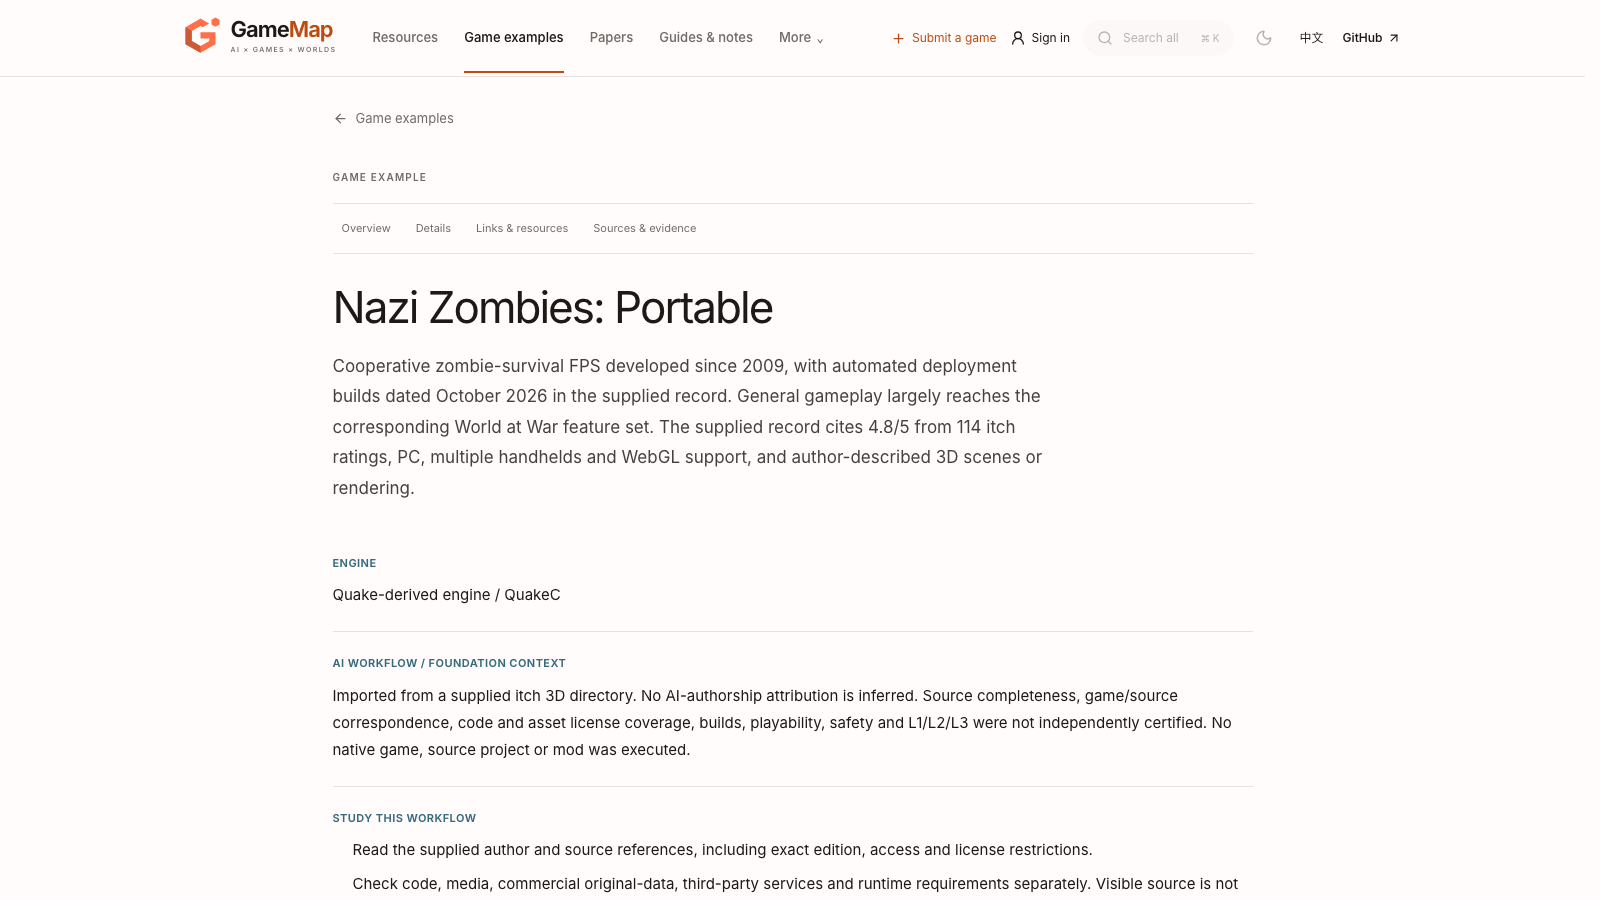 GameMap
AI × GAMES × WORLDS
Resources
Game examples
Papers
Guides & notes
More
Submit a game
Sign in
Search all
⌘ K
中文
GitHub
Game examples
GAME EXAMPLE
Overview
Details
Links & resources
Sources & evidence
Nazi Zombies: Portable
Cooperative zombie-survival FPS developed since 2009, with automated deployment
builds dated October 2026 in the supplied record. General gameplay largely reaches the
corresponding World at War feature set. The supplied record cites 4.8/5 from 114 itch
ratings, PC, multiple handhelds and WebGL support, and author-described 3D scenes or
rendering.
ENGINE
Quake-derived engine / QuakeC
AI WORKFLOW / FOUNDATION CONTEXT
Imported from a supplied itch 3D directory. No AI-authorship attribution is inferred. Source completeness, game/source
correspondence, code and asset license coverage, builds, playability, safety and L1/L2/L3 were not independently certified. No
native game, source project or mod was executed.
STUDY THIS WORKFLOW
Read the supplied author and source references, including exact edition, access and license restrictions.
Check code, media, commercial original-data, third-party services and runtime requirements separately. Visible source is not